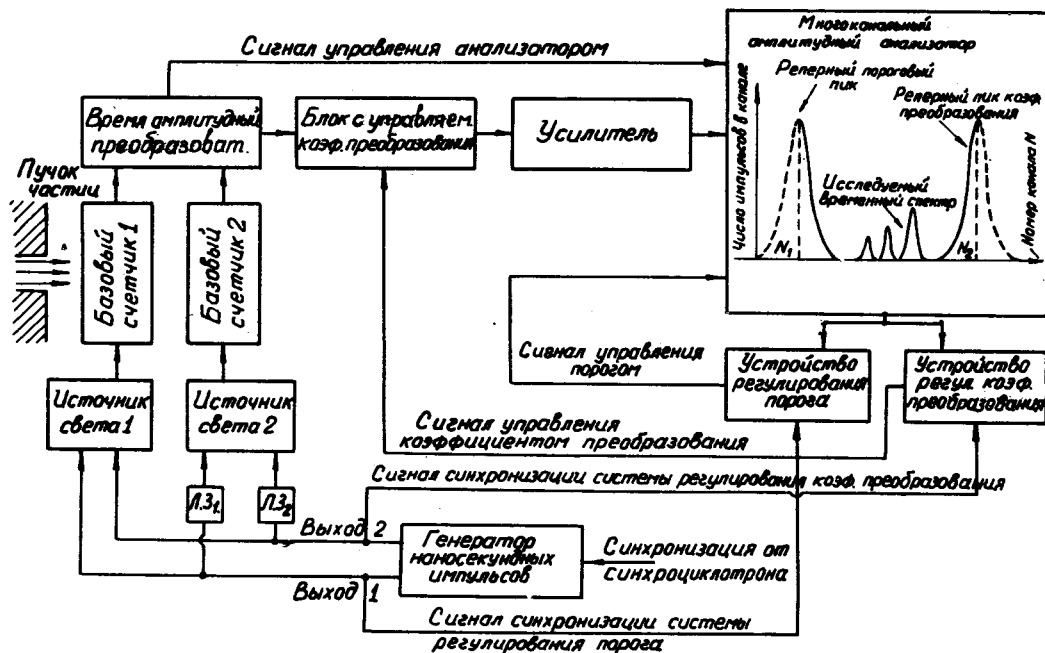 Многоканальный
амплитудный анализатор
Сигнал управления анализатором
Реперный пороговый
пик
Реперный пик коэф.
преобразования
Число импульсов в канале
Номер канала N
Исследуемый
временный спектр
N₁
N₂
Время амплитудный
преобразоват.
Блок с управляем.
коэф. преобразования
Усилитель
Пучок
частии
Базовый
счетчик 1
Базовый
счетчик 2
Сигнал управления
порогом
Устройство
регулирования
порога
Устройство
регул. коэф.
преобразования
Источник
света 1
Источник
света 2
Сигнал управления
коэффициентом преобразования
Сигнал синхронизации системы регулирования коэф. преобразования
Л.З₁.
Л.З₂
Выход 2
Генератор
наносекундных
импульсов
Синхронизация от
синхроциклотрона
Выход 1
Сигнал синхронизации системы
регулирования порога